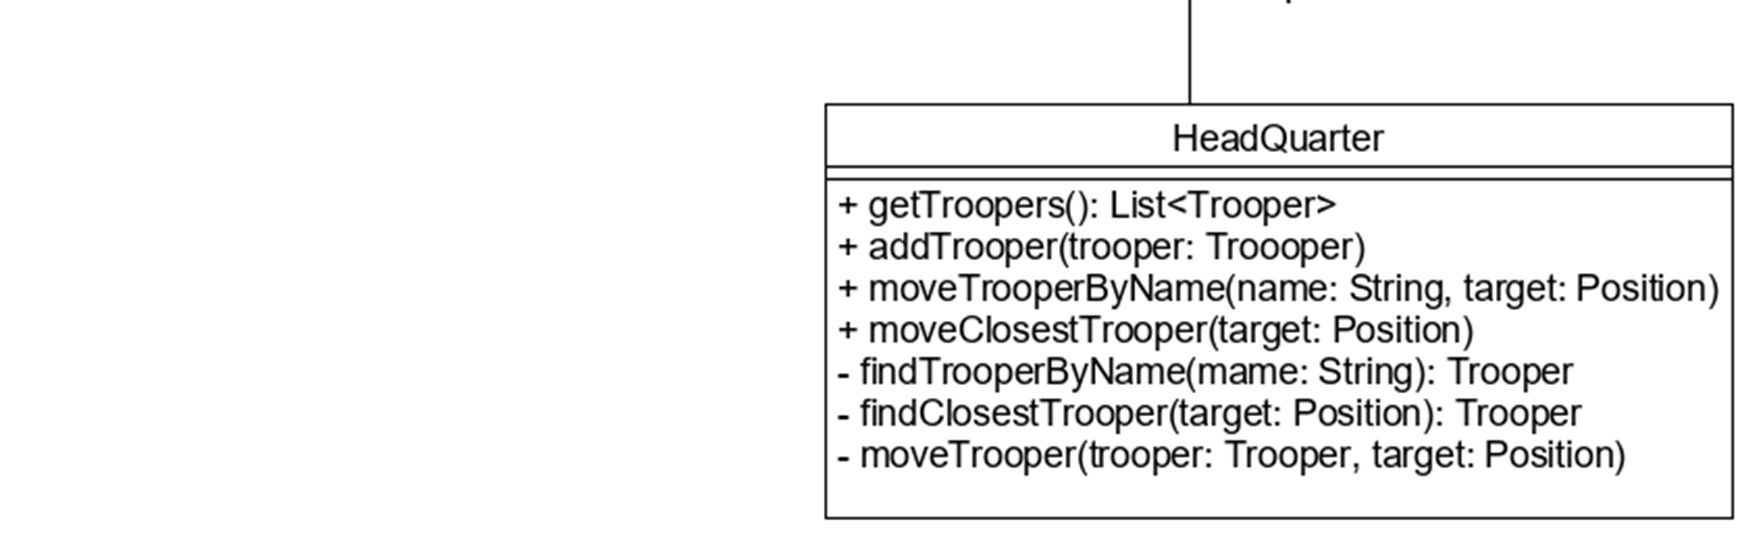 HeadQuarter
+ getTroopers(): List<Trooper>
+ addTrooper(trooper: Troooper)
+ moveTrooperByName(name: String, target: Position)
+ moveClosestTrooper(target: Position)
- findTrooperByName(mame: String): Trooper
- findClosestTrooper(target: Position): Trooper
- moveTrooper(trooper: Trooper, target: Position)